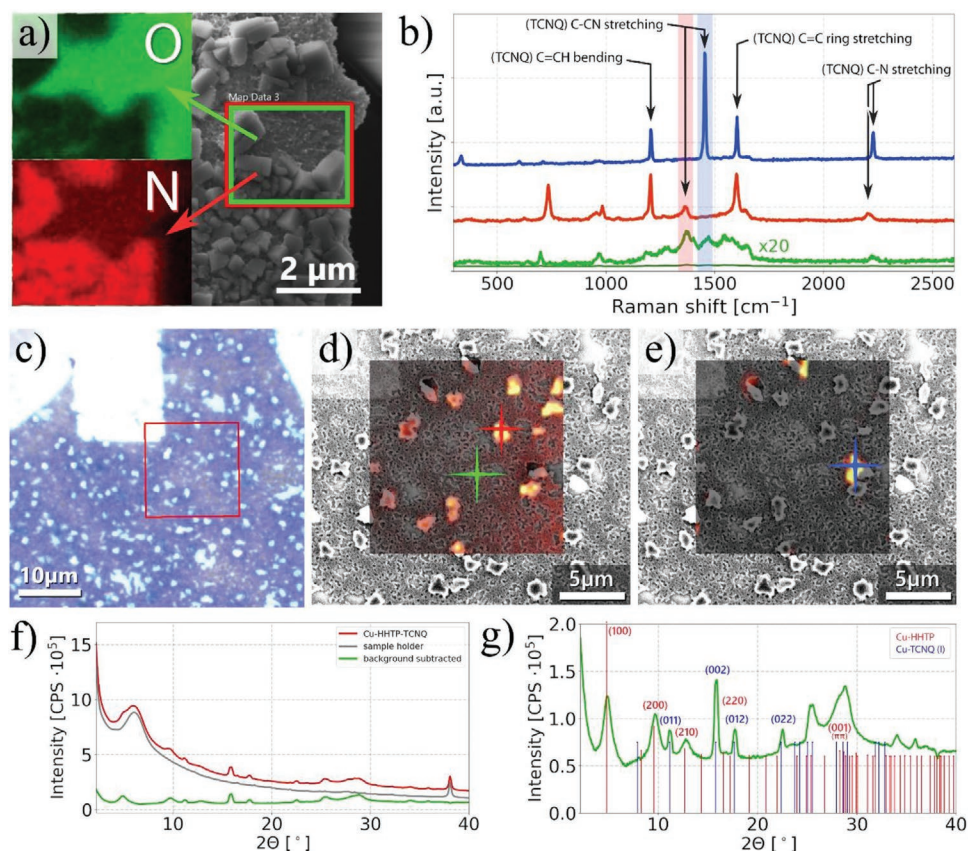 a)
O
N
Map Data 3
2 μm
b)
(TCNQ) C-CN stretching
(TCNQ) C=CH bending
(TCNQ) C=C ring stretching
(TCNQ) C-N stretching
x20
Intensity [a.u.]
500 1000 1500 2000 2500
Raman shift [cm⁻¹]
c)
10μm
d)
5μm
e)
5μm
f)
Cu-HHTP-TCNQ
sample holder
background subtracted
Intensity [CPS · 10⁵]
15
10
5
0
10 20 30 40
2Θ [°]
g)
Cu-HHTP
Cu-TCNQ (I)
(100)
(200)
(011)
(210)
(002)
(220)
(012)
(022)
(001)
(ππ)
Intensity [CPS · 10⁵]
2.0
1.5
1.0
0.5
0.0
10 20 30 40
2Θ [°]